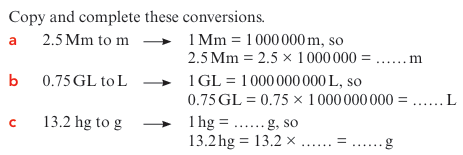 Copy and complete these conversions.
a 2.5 Mm to m → 1 Mm = 1 000 000 m, so
2.5 Mm = 2.5 × 1 000 000 = ...... m
b 0.75 GL to L → 1 GL = 1 000 000 000 L, so
0.75 GL = 0.75 × 1 000 000 000 = ...... L
c 13.2 hg to g → 1 hg = ...... g, so
13.2 hg = 13.2 × ...... = ...... g